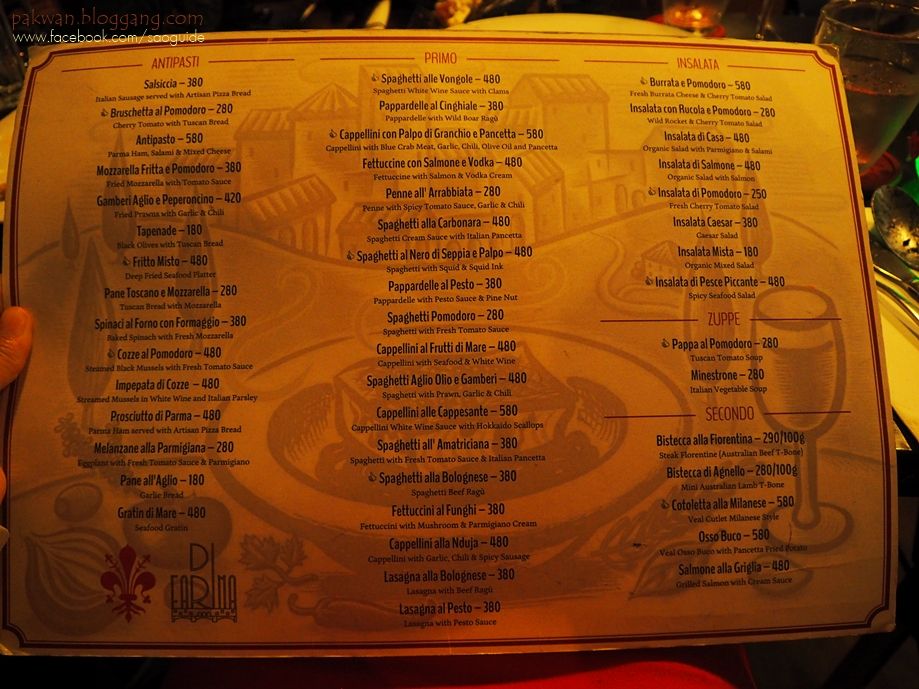 pakwan.bloggang.com
www.facebook.com/saoguide
ANTIPASTI
Salsiccia – 380
Italian Sausage served with Artisan Pizza Bread
Bruschetta al Pomodoro – 280
Cherry Tomato with Tuscan Bread
Antipasto – 580
Parma Ham, Salami & Mixed Cheese
Mozzarella Fritta e Pomodoro – 380
Fried Mozzarella with Tomato Sauce
Gamberi Aglio e Peperoncino – 420
Fried Prawns with Garlic & Chili
Tapenade – 180
Black Olives with Tuscan Bread
Fritto Misto – 480
Deep Fried Seafood Platter
Pane Toscano e Mozzarella – 280
Tuscan Bread with Mozzarella
Spinaci al Forno con Formaggio – 380
Baked Spinach with Fresh Mozzarella
Cozze al Pomodoro – 480
Steamed Black Mussels with Fresh Tomato Sauce
Impepata di Cozze – 480
Streamed Mussels in White Wine and Italian Parsley
Prosciutto di Parma – 480
Parma Ham served with Artisan Pizza Bread
Melanzane alla Parmigiana – 280
Eggplant with Fresh Tomato Sauce & Parmigiano
Pane all'Aglio – 180
Garlic Bread
Gratin di Mare – 480
Seafood Gratin
DI
FARINA
PRIMO
Spaghetti alle Vongole – 480
Spaghetti White Wine Sauce with Clams
Pappardelle al Cinghiale – 380
Pappardelle with Wild Boar Ragù
Cappellini con Palpo di Granchio e Pancetta – 580
Cappellini with Blue Crab Meat, Garlic, Chili, Olive Oil and Pancetta
Fettuccine con Salmone e Vodka – 480
Fettuccine with Salmon & Vodka Cream
Penne all' Arrabbiata – 280
Penne with Spicy Tomato Sauce, Garlic & Chili
Spaghetti alla Carbonara – 480
Spaghetti Cream Sauce with Italian Pancetta
Spaghetti al Nero di Seppia e Palpo – 480
Spaghetti with Squid & Squid Ink
Pappardelle al Pesto – 380
Pappardelle with Pesto Sauce & Pine Nut
Spaghetti Pomodoro – 280
Spaghetti with Fresh Tomato Sauce
Cappellini al Frutti di Mare – 480
Cappellini with Seafood & White Wine
Spaghetti Aglio Olio e Gamberi – 480
Spaghetti with Prawn, Garlic & Chili
Cappellini alle Cappesante – 580
Cappellini White Wine Sauce with Hokkaido Scallops
Spaghetti all' Amatriciana – 380
Spaghetti with Fresh Tomato Sauce & Italian Pancetta
Spaghetti alla Bolognese – 380
Spaghetti Beef Ragù
Fettuccini al Funghi – 380
Fettuccini with Mushroom & Parmigiano Cream
Cappellini alla Nduja – 480
Cappellini with Garlic, Chili & Spicy Sausage
Lasagna alla Bolognese – 380
Lasagna with Beef Ragù
Lasagna al Pesto – 380
Lasagna with Pesto Sauce
INSALATA
Burrata e Pomodoro – 580
Fresh Burrata Cheese & Cherry Tomato Salad
Insalata con Rucola e Pomodoro – 280
Wild Rocket & Cherry Tomato Salad
Insalata di Casa – 480
Organic Salad with Parmigiano & Salami
Insalata di Salmone – 480
Organic Salad with Salmon
Insalata di Pomodoro – 250
Fresh Cherry Tomato Salad
Insalata Caesar – 380
Caesar Salad
Insalata Mista – 180
Organic Mixed Salad
Insalata di Pesce Piccante – 480
Spicy Seafood Salad
ZUPPE
Pappa al Pomodoro – 280
Tuscan Tomato Soup
Minestrone – 280
Italian Vegetable Soup
SECONDO
Bistecca alla Fiorentina – 290/100g
Steak Florentine (Australian Beef T-Bone)
Bistecca di Agnello – 280/100g
Mini Australian Lamb T-Bone
Cotoletta alla Milanese – 580
Veal Cutlet Milanese Style
Osso Buco – 580
Veal Osso Buco with Pancetta Fried Potato
Salmone alla Griglia – 480
Grilled Salmon with Cream Sauce